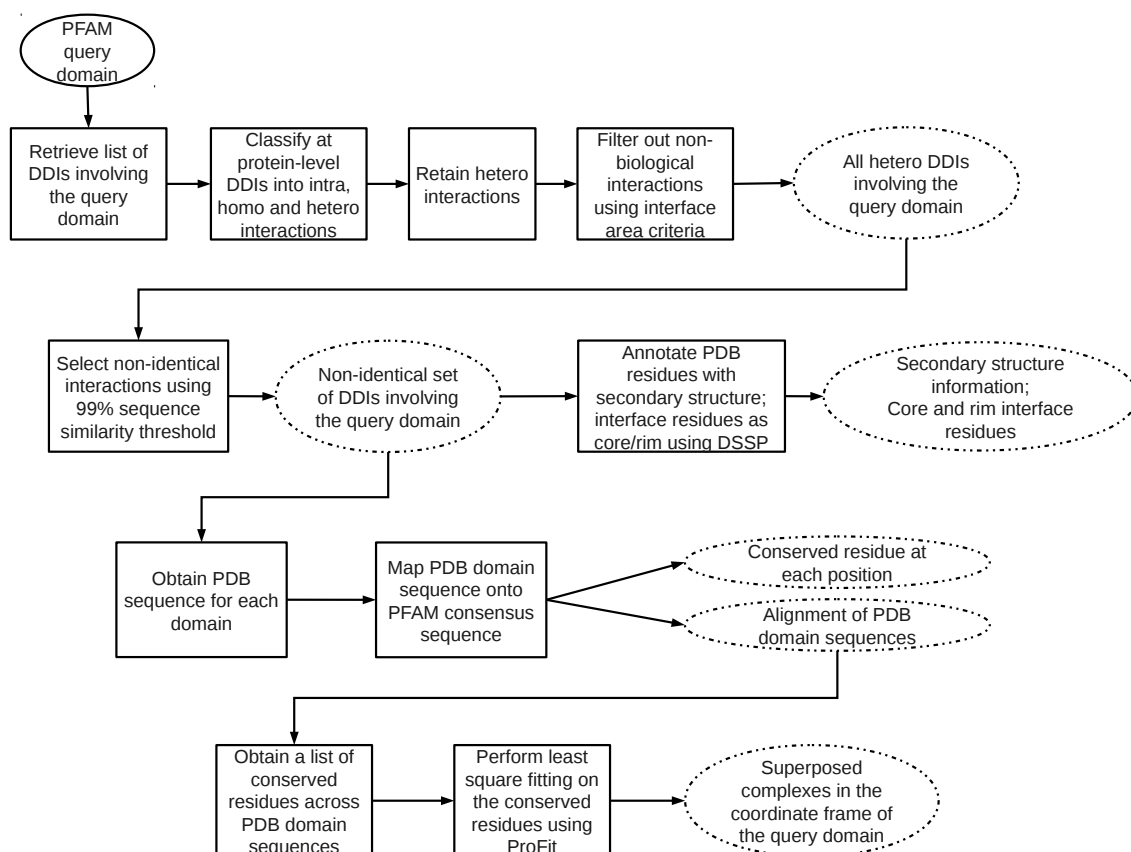 PFAM
query
domain
Retrieve list of
DDIs involving
the query
domain
Classify at
protein-level
DDIs into intra,
homo and hetero
interactions
Retain hetero
interactions
Filter out non-
biological
interactions
using interface
area criteria
All hetero DDIs
involving the
query domain
Select non-identical
interactions using
99% sequence
similarity threshold
Non-identical set
of DDIs involving
the query domain
Annotate PDB
residues with
secondary structure;
interface residues as
core/rim using DSSP
Secondary structure
information;
Core and rim interface
residues
Obtain PDB
sequence for each
domain
Map PDB domain
sequence onto
PFAM consensus
sequence
Conserved residue at
each position
Alignment of PDB
domain sequences
Obtain a list of
conserved
residues across
PDB domain
sequences
Perform least
square fitting on
the conserved
residues using
ProFit
Superposed
complexes in the
coordinate frame of
the query domain